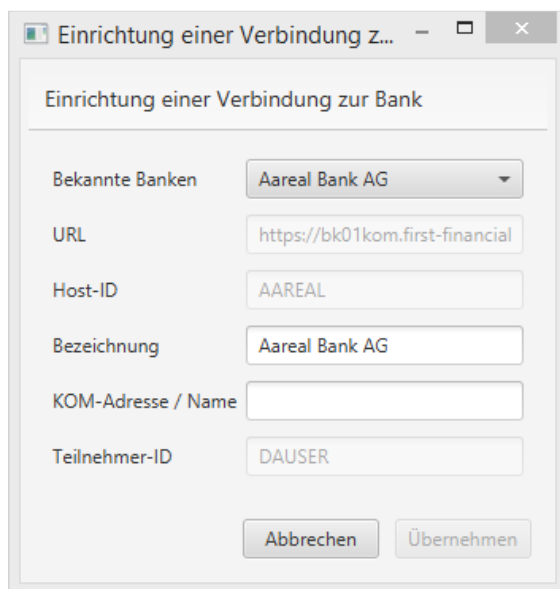 Einrichtung einer Verbindung z...
Einrichtung einer Verbindung zur Bank
Bekannte Banken Aareal Bank AG
URL https://bk01kom.first-financial
Host-ID AAREAL
Bezeichnung Aareal Bank AG
KOM-Adresse / Name
Teilnehmer-ID DAUSER
Abbrechen Übernehmen